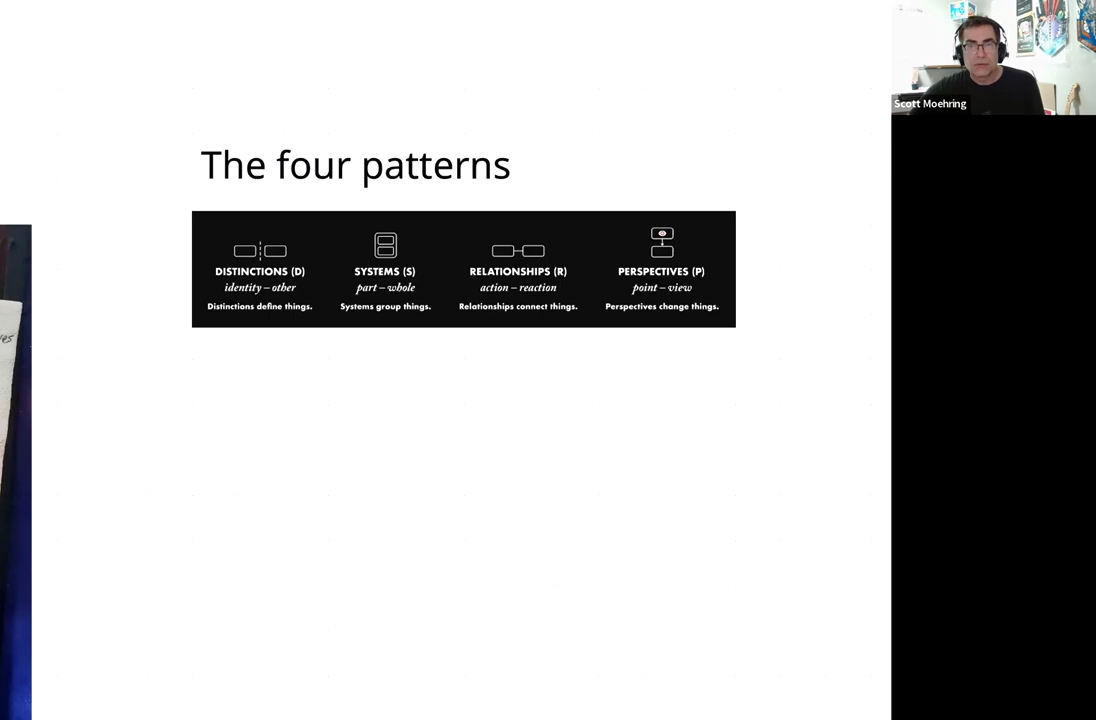 The four patterns
DISTINCTIONS (D)
identity – other
Distinctions define things.
SYSTEMS (S)
part – whole
Systems group things.
RELATIONSHIPS (R)
action – reaction
Relationships connect things.
PERSPECTIVES (P)
point – view
Perspectives change things.
Scott Moehring